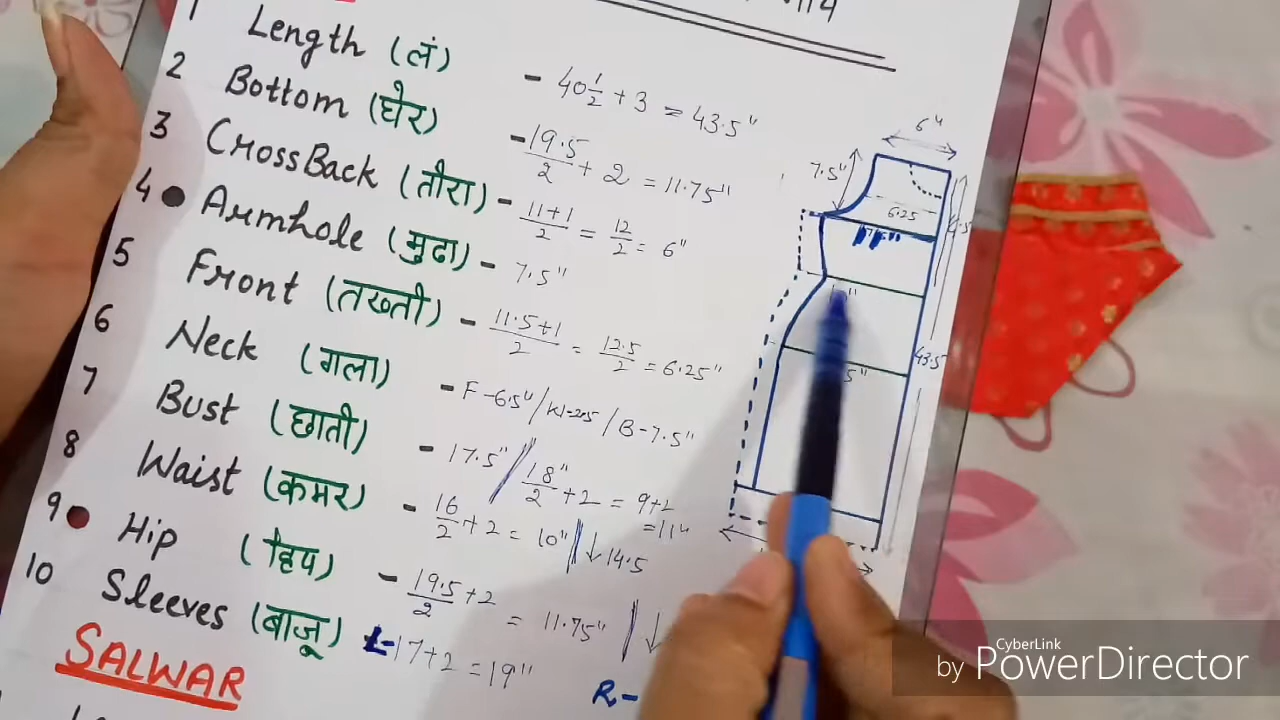 नाप
1 Length (लं) - 40 1/2 + 3 = 43.5"
2 Bottom (घेर) - 19.5/2 + 2 = 11.75"
3 CrossBack (तीरा) - 11+1/2 = 12/2 = 6"
4 Armhole (मुढा) - 7.5"
5 Front (तख्ती) - 11.5+1/2 = 12.5/2 = 6.25"
6 Neck (गला) - F-6.5"/W-2.5/B-7.5"
7 Bust (छाती) - 17.5"/ 18"/2 + 2 = 9+2
=11"
8 Waist (कमर) - 16/2 + 2 = 10" ↓ 14.5
9 Hip (हिप) - 19.5/2 + 2 = 11.75" ↓
10 Sleeves (बाजू) L-17+2 = 19"
R-
SALWAR
6"
7.5"
6.25
43.5
CyberLink
by PowerDirector